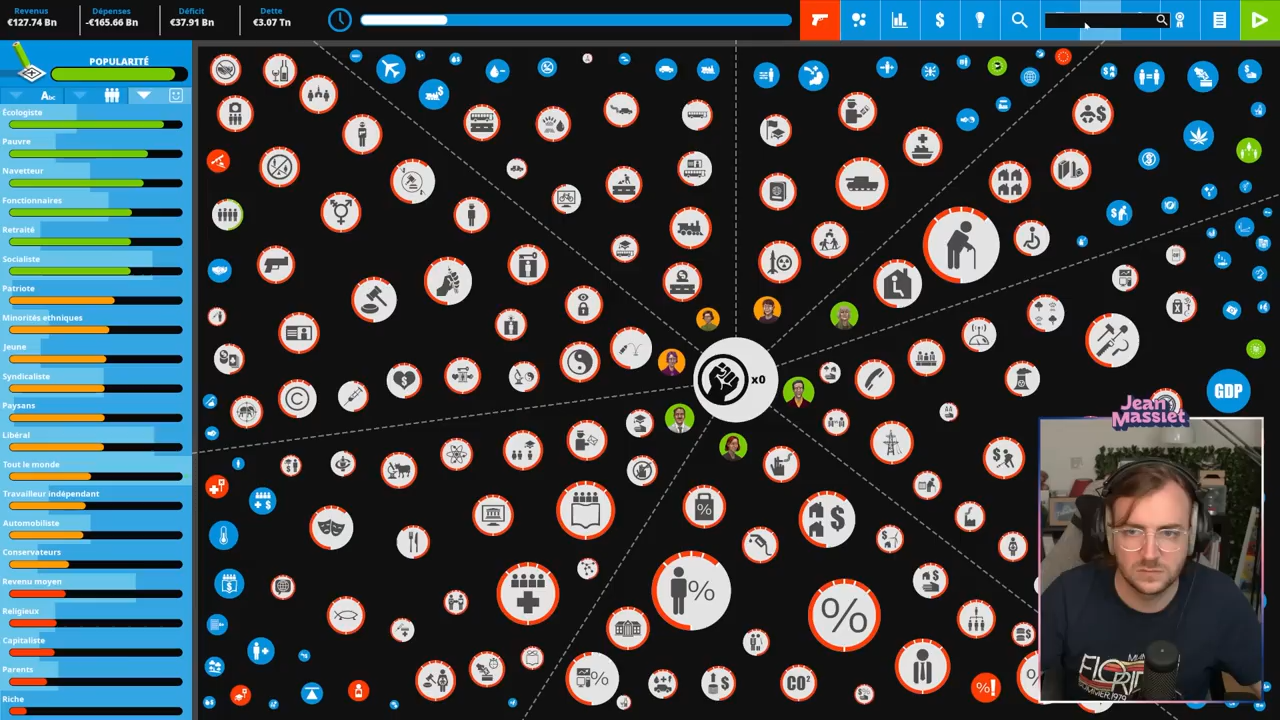 Revenus
€127.74 Bn
Dépenses
-€165.66 Bn
Déficit
€37.91 Bn
Dette
€3.07 Tn
POPULARITÉ
ABC
Écologiste
Pauvre
Navetteur
Fonctionnaires
Retraité
Socialiste
Patriote
Minorités ethniques
Jeune
Syndicaliste
Paysans
Libéral
Tout le monde
Travailleur indépendant
Automobiliste
Conservateurs
Revenu moyen
Religieux
Capitaliste
Parents
Riche
x0
GDP
CO²
Jean
Massiet